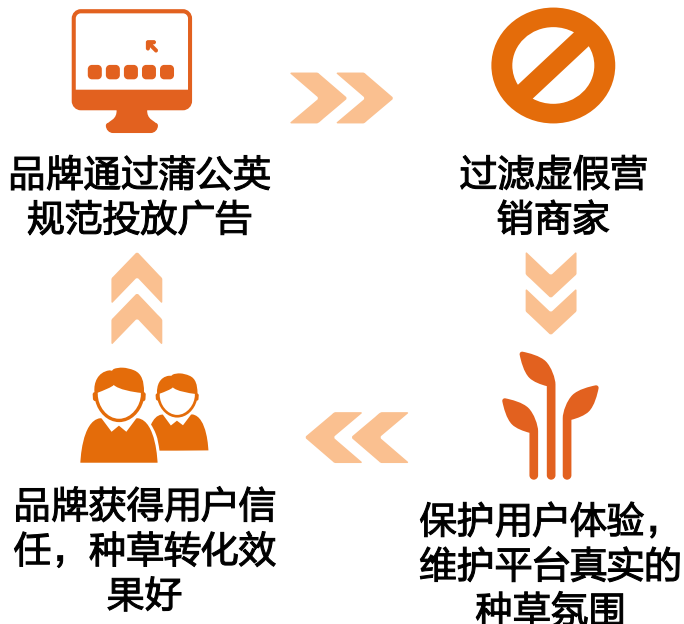 品牌通过蒲公英
规范投放广告
过滤虚假营
销商家
保护用户体验，
维护平台真实的
种草氛围
品牌获得用户信
任，种草转化效
果好